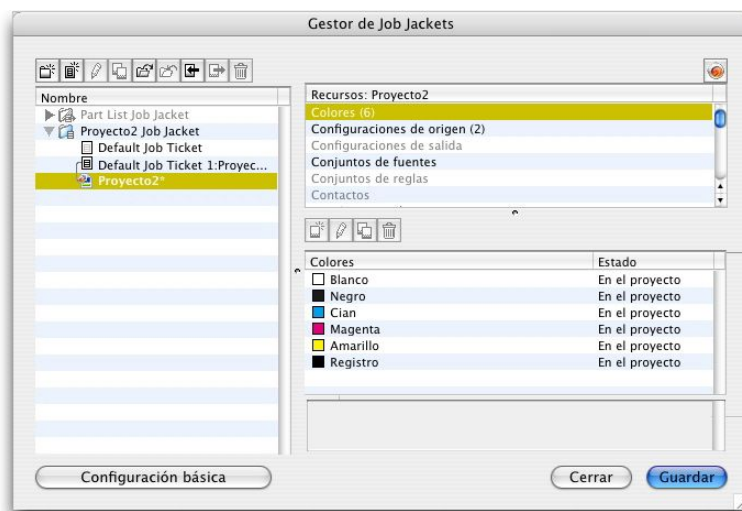 Gestor de Job Jackets
Nombre
Part List Job Jacket
Proyecto2 Job Jacket
Default Job Ticket
Default Job Ticket 1:Proyec...
Proyecto2*
Recursos: Proyecto2
Colores (6)
Configuraciones de origen (2)
Configuraciones de salida
Conjuntos de fuentes
Conjuntos de reglas
Contactos
Colores Estado
Blanco En el proyecto
Negro En el proyecto
Cian En el proyecto
Magenta En el proyecto
Amarillo En el proyecto
Registro En el proyecto
Configuración básica
Cerrar
Guardar